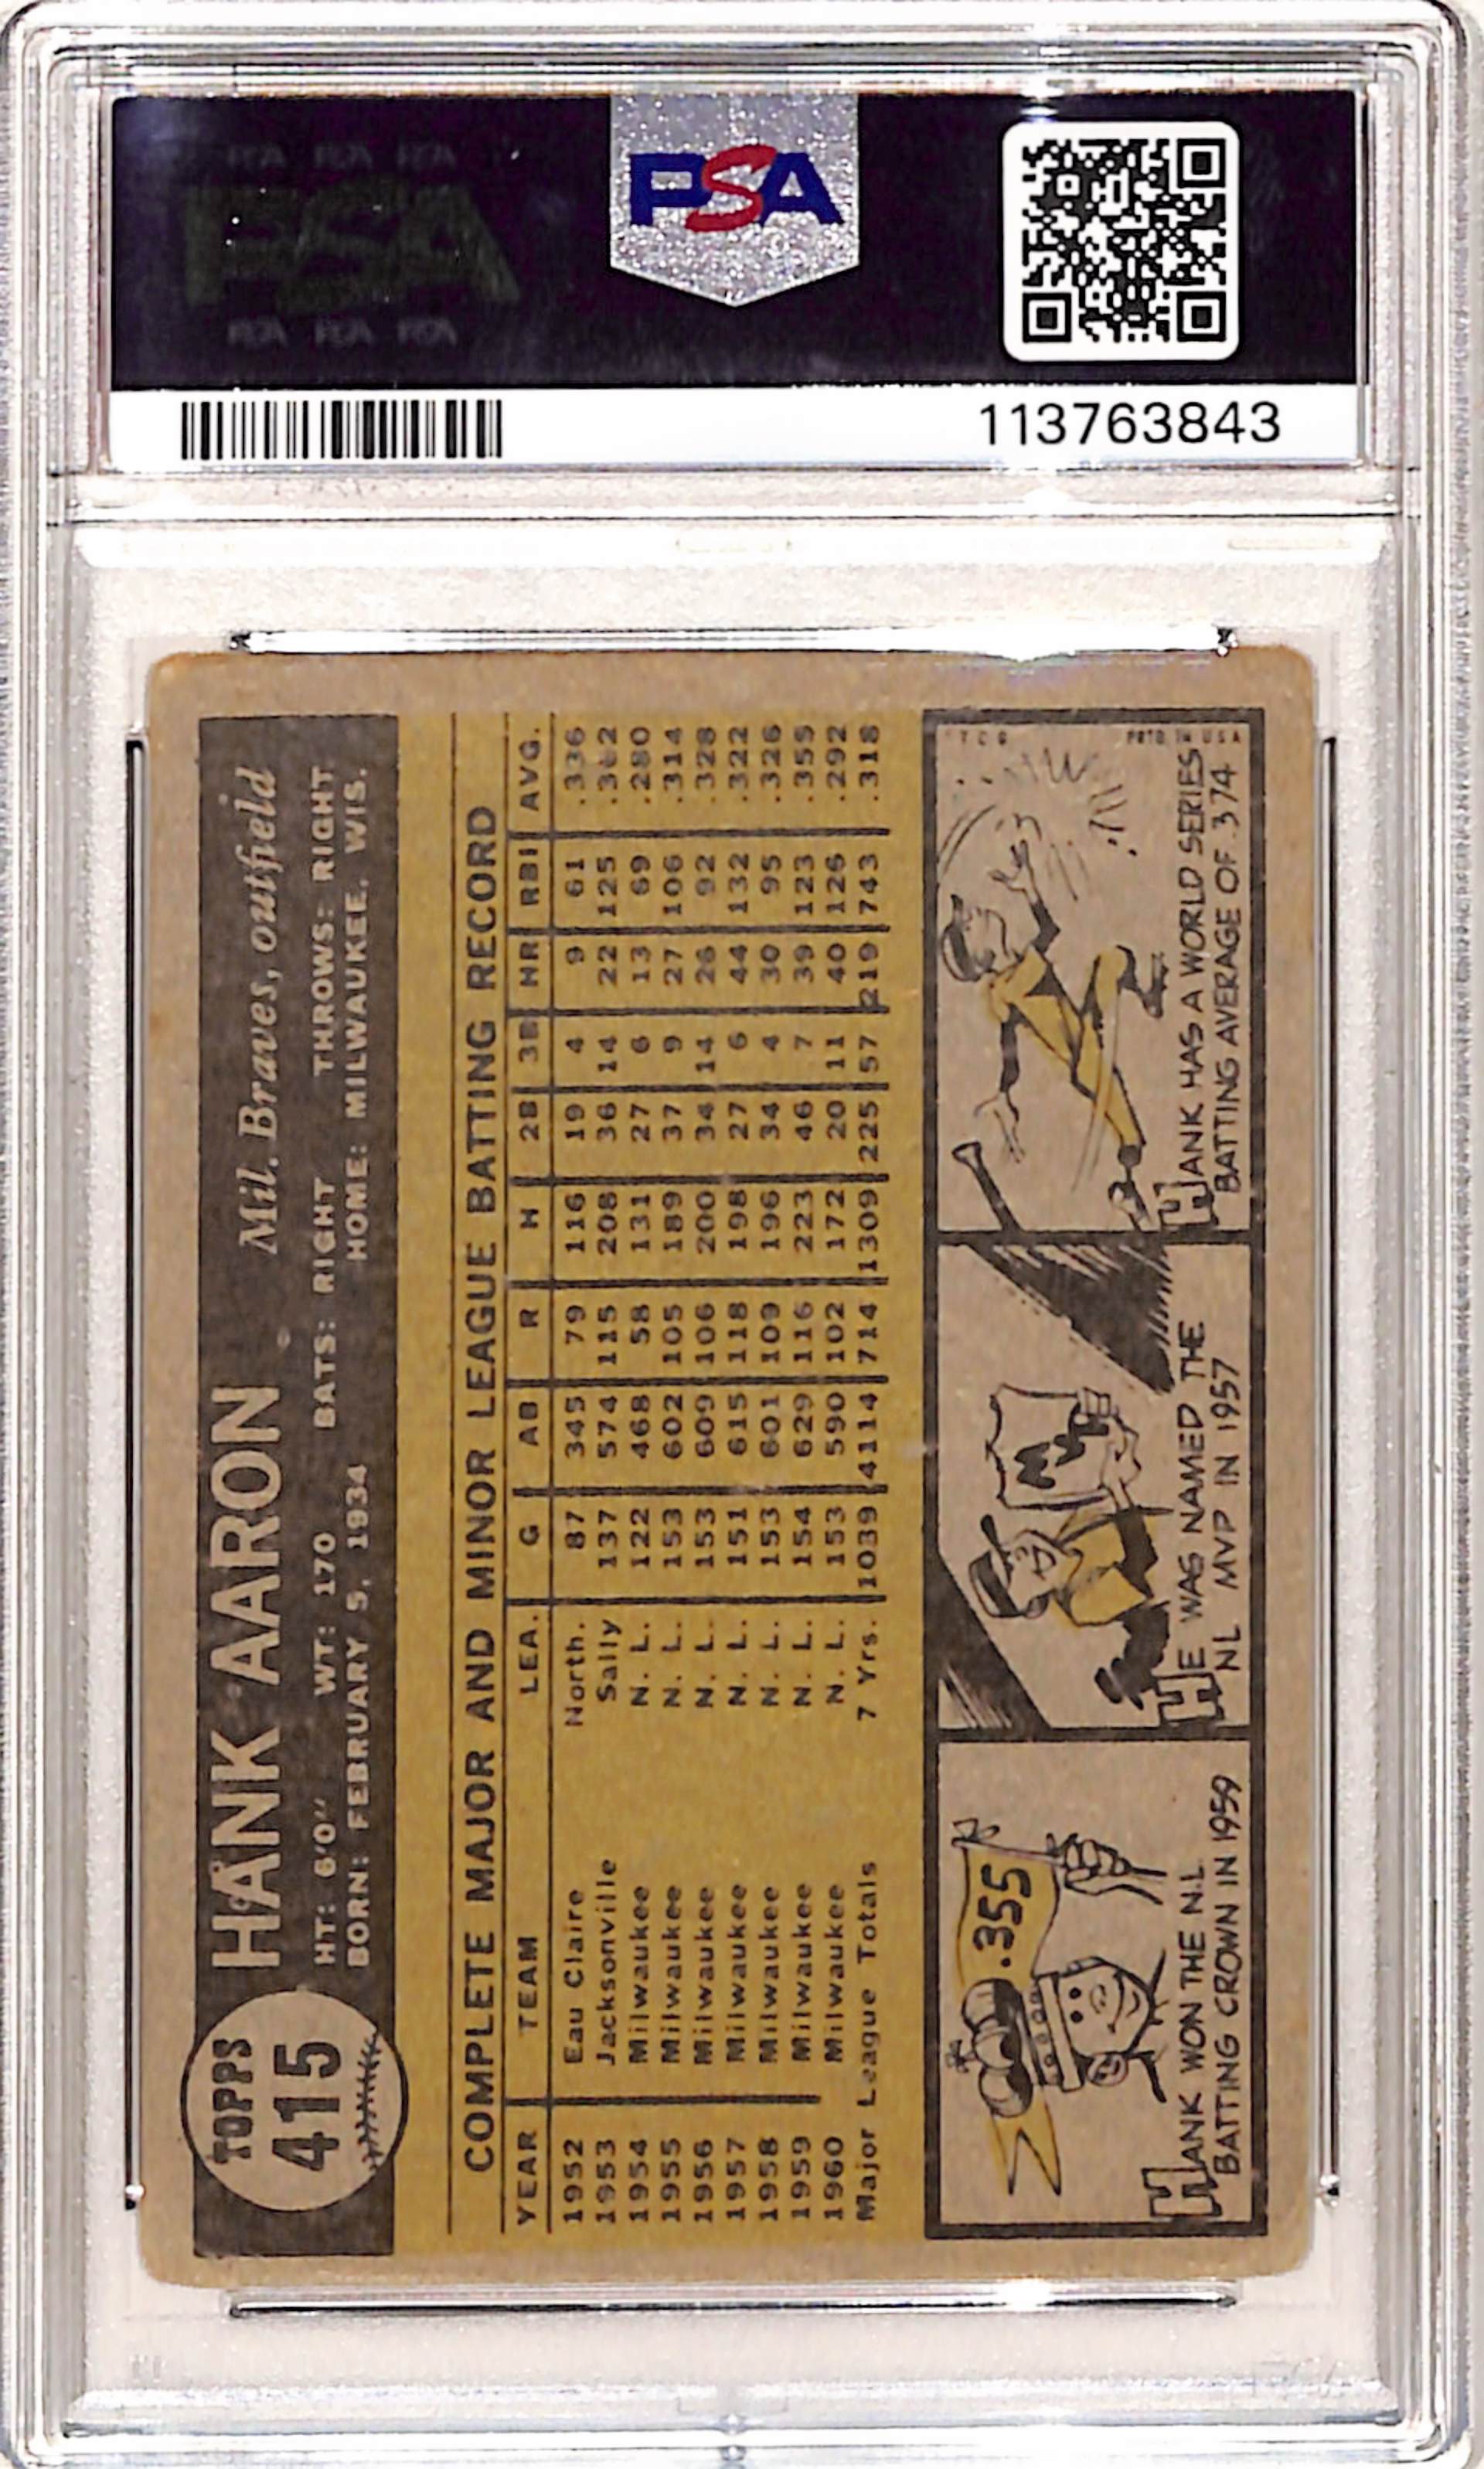 PSA
PSA
113763843
TOPPS
415
HANK AARON Mil. Braves, outfield
HT: 6'0" WT: 170 BATS: RIGHT THROWS: RIGHT
BORN: FEBRUARY 5, 1934 HOME: MILWAUKEE, WIS.
COMPLETE MAJOR AND MINOR LEAGUE BATTING RECORD
YEAR TEAM LEA. G AB R H 2B 3B HR RBI AVG.
1952 Eau Claire North. 87 345 79 116 19 4 9 61 .336
1953 Jacksonville Sally 137 574 115 208 36 14 22 125 .362
1954 Milwaukee N. L. 122 468 58 131 27 6 13 69 .280
1955 Milwaukee N. L. 153 602 105 189 37 9 27 106 .314
1956 Milwaukee N. L. 153 609 106 200 34 14 26 92 .328
1957 Milwaukee N. L. 151 615 118 198 27 6 44 132 .322
1958 Milwaukee N. L. 153 601 109 196 34 4 30 95 .326
1959 Milwaukee N. L. 154 629 116 223 46 7 39 123 .355
1960 Milwaukee N. L. 153 590 102 172 20 11 40 126 .292
Major League Totals 7 Yrs. 1039 4114 714 1309 225 57 219 743 .318
.355
HANK WON THE N.L.
BATTING CROWN IN 1959
MVP
HE WAS NAMED THE
NL MVP IN 1957
T C G PRTD IN USA
HANK HAS A WORLD SERIES
BATTING AVERAGE OF .374